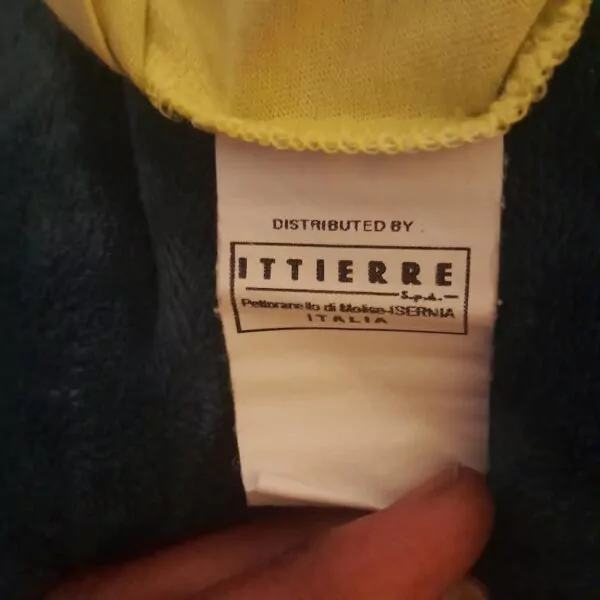 DISTRIBUTED BY
ITTIERRE
S.p.A.
Pettoranello di Molise-ISERNIA
ITALIA